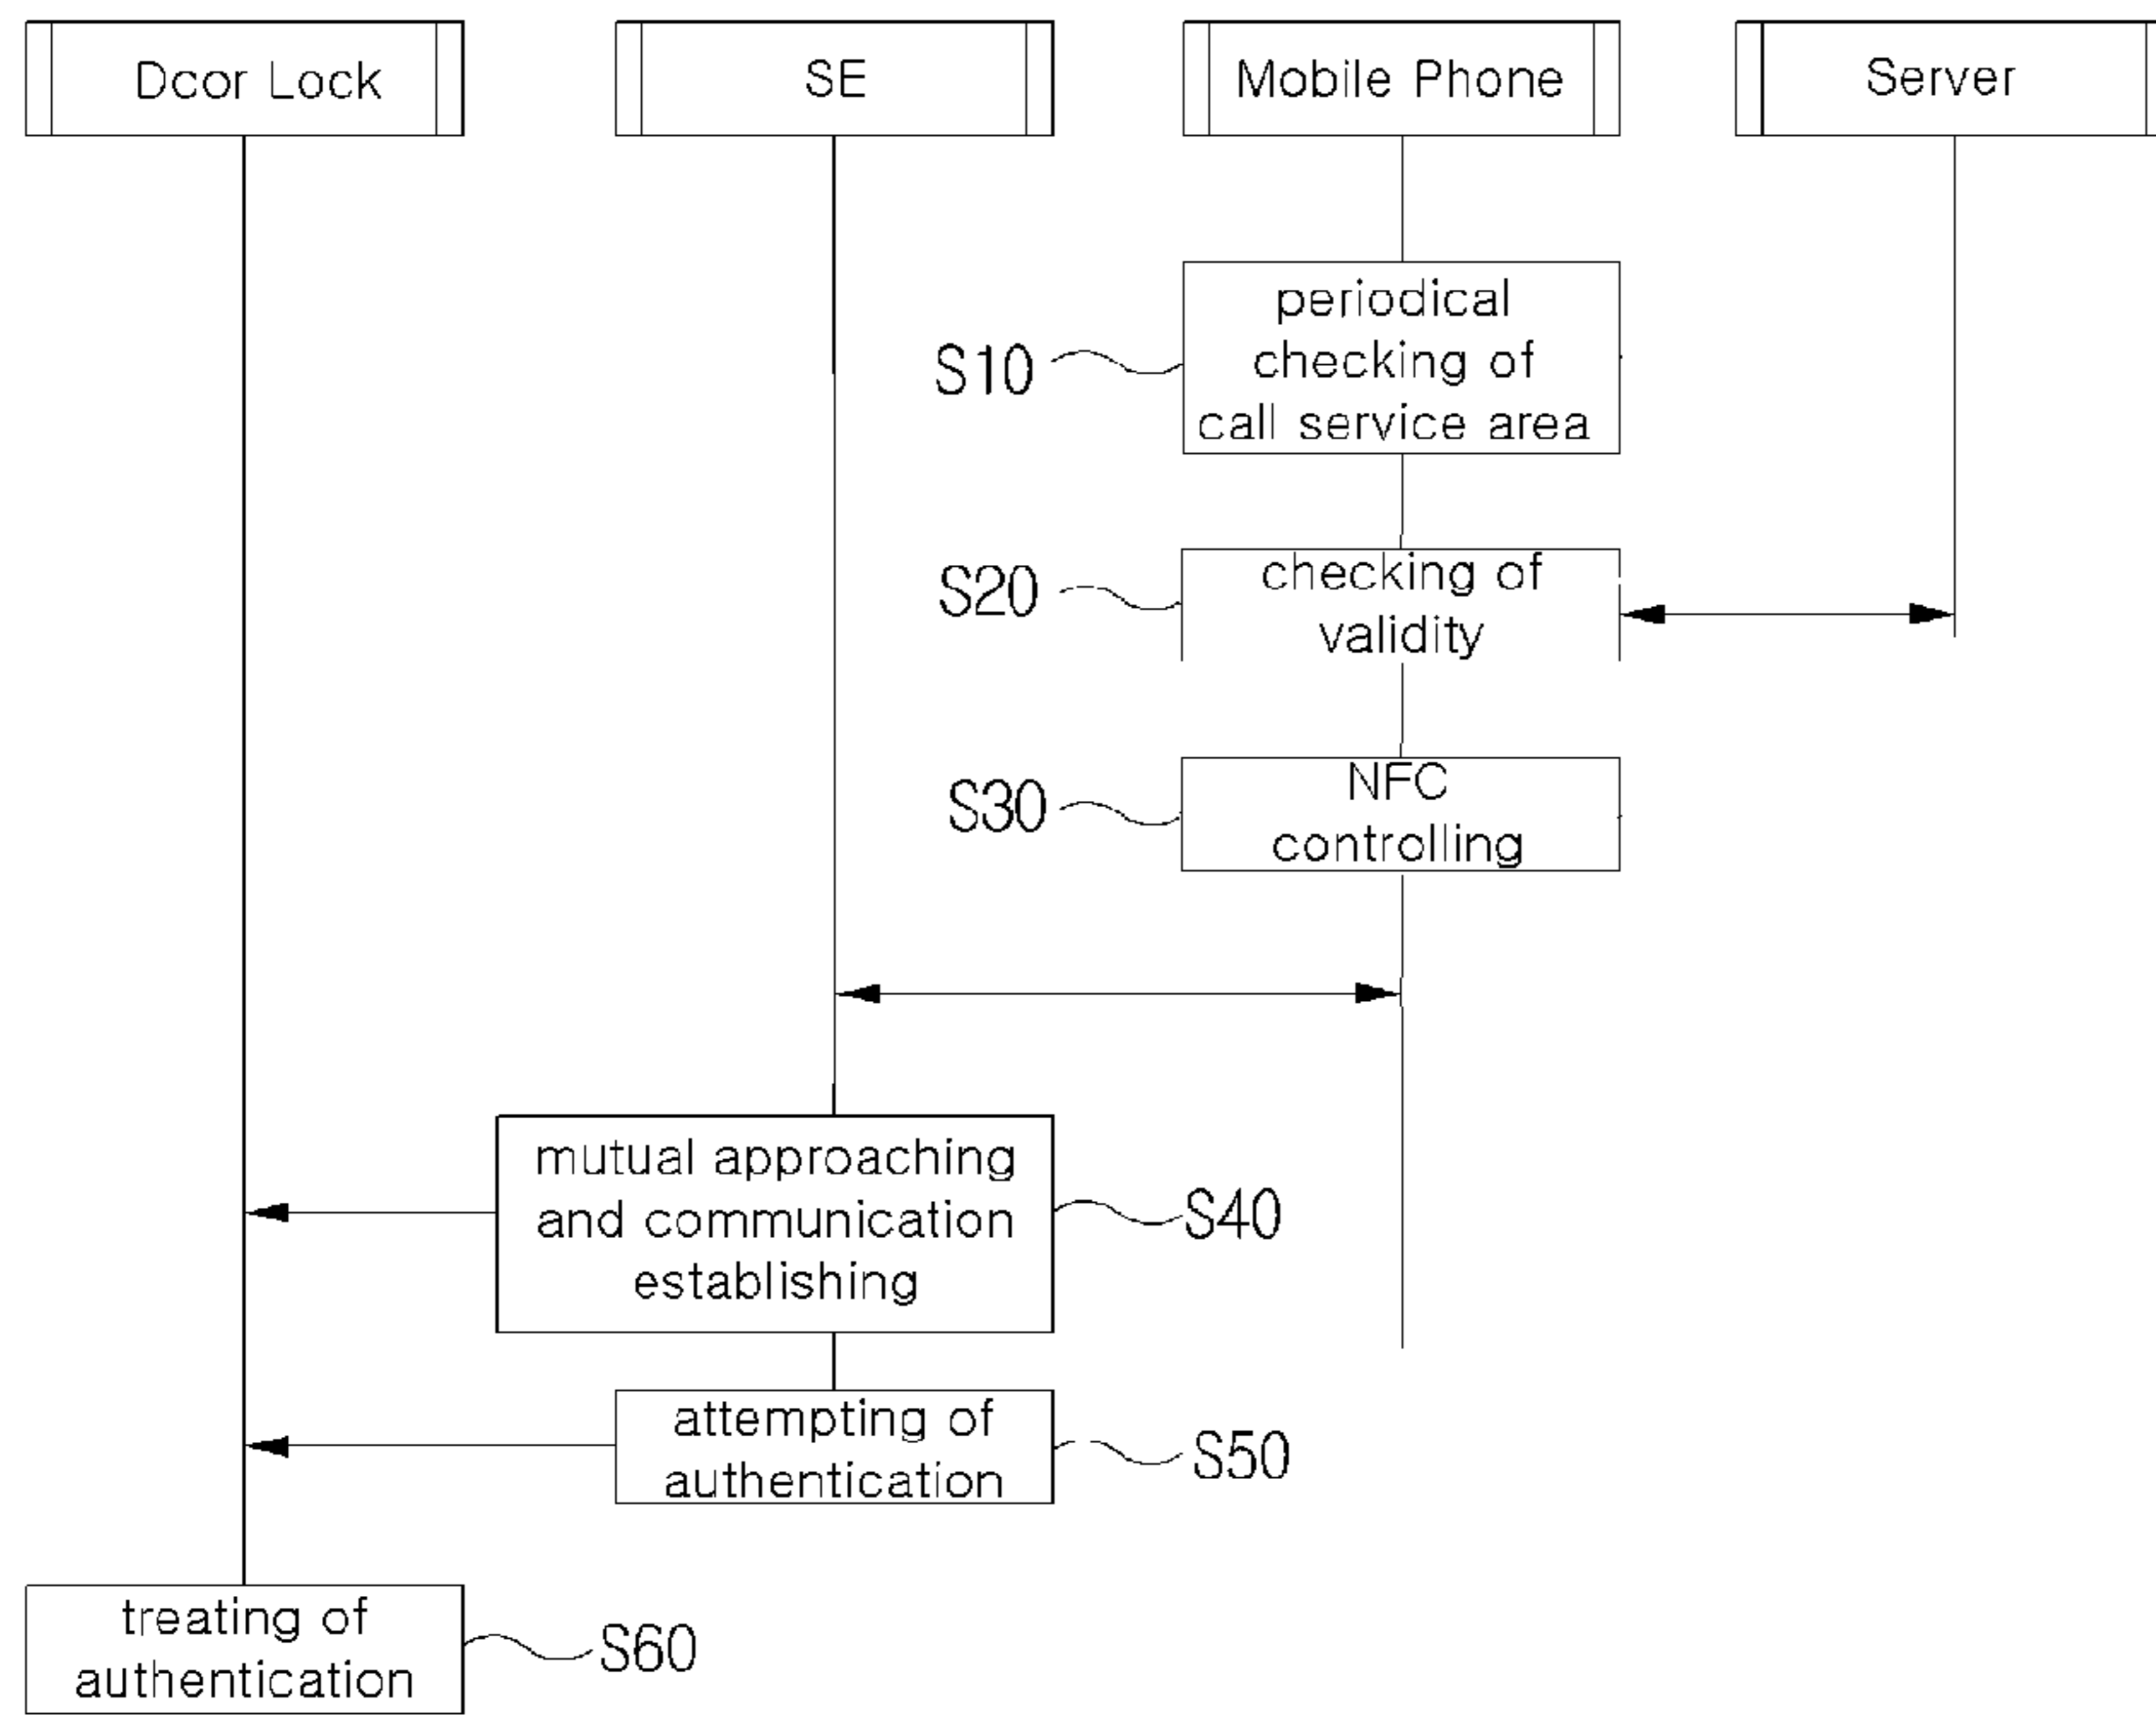 Dcor Lock
SE
Mobile Phone
Server
periodical
checking of
call service area
S10
checking of
validity
S20
NFC
controlling
S30
mutual approaching
and communication
establishing
S40
attempting of
authentication
S50
treating of
authentication
S60